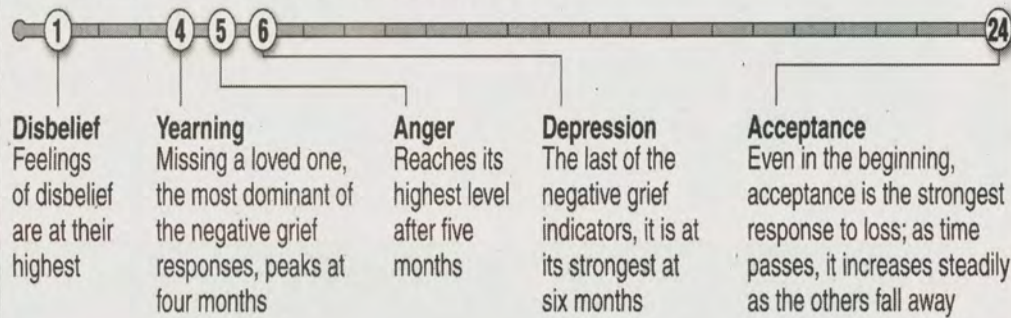 1 4 5 6 24
Disbelief
Feelings
of disbelief
are at their
highest
Yearning
Missing a loved one,
the most dominant of
the negative grief
responses, peaks at
four months
Anger
Reaches its
highest level
after five
months
Depression
The last of the
negative grief
indicators, it is at
its strongest at
six months
Acceptance
Even in the beginning,
acceptance is the strongest
response to loss; as time
passes, it increases steadily
as the others fall away